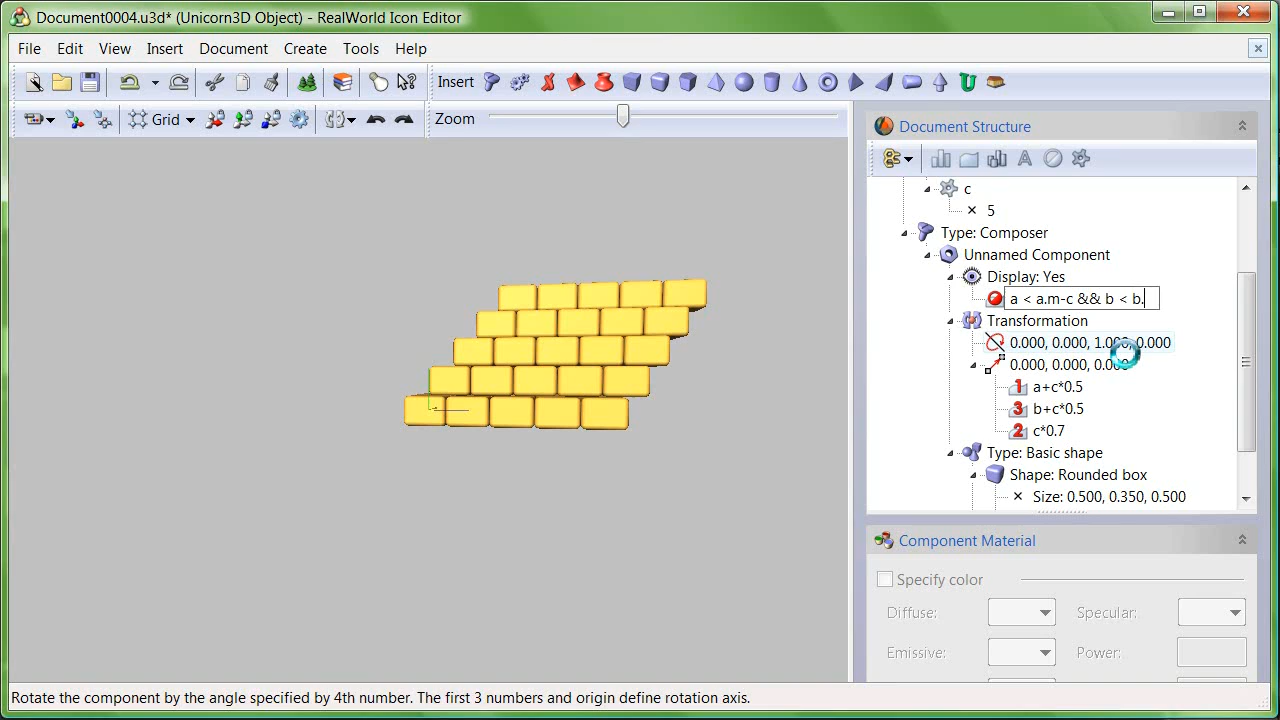 Document0004.u3d* (Unicorn3D Object) - RealWorld Icon Editor
File Edit View Insert Document Create Tools Help
Insert
Grid Zoom
Document Structure
c
5
Type: Composer
Unnamed Component
Display: Yes
a < a.m-c && b < b.
Transformation
0.000, 0.000, 1.000, 0.000
0.000, 0.000, 0.000
1 a+c*0.5
3 b+c*0.5
2 c*0.7
Type: Basic shape
Shape: Rounded box
Size: 0.500, 0.350, 0.500
Component Material
Specify color
Diffuse: Specular:
Emissive: Power:
Rotate the component by the angle specified by 4th number. The first 3 numbers and origin define rotation axis.